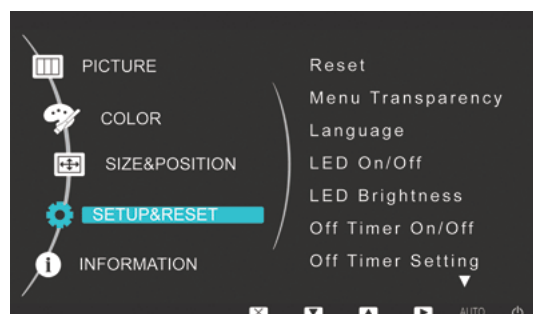 PICTURE
COLOR
SIZE&POSITION
SETUP&RESET
INFORMATION
Reset
Menu Transparency
Language
LED On/Off
LED Brightness
Off Timer On/Off
Off Timer Setting
AUTO